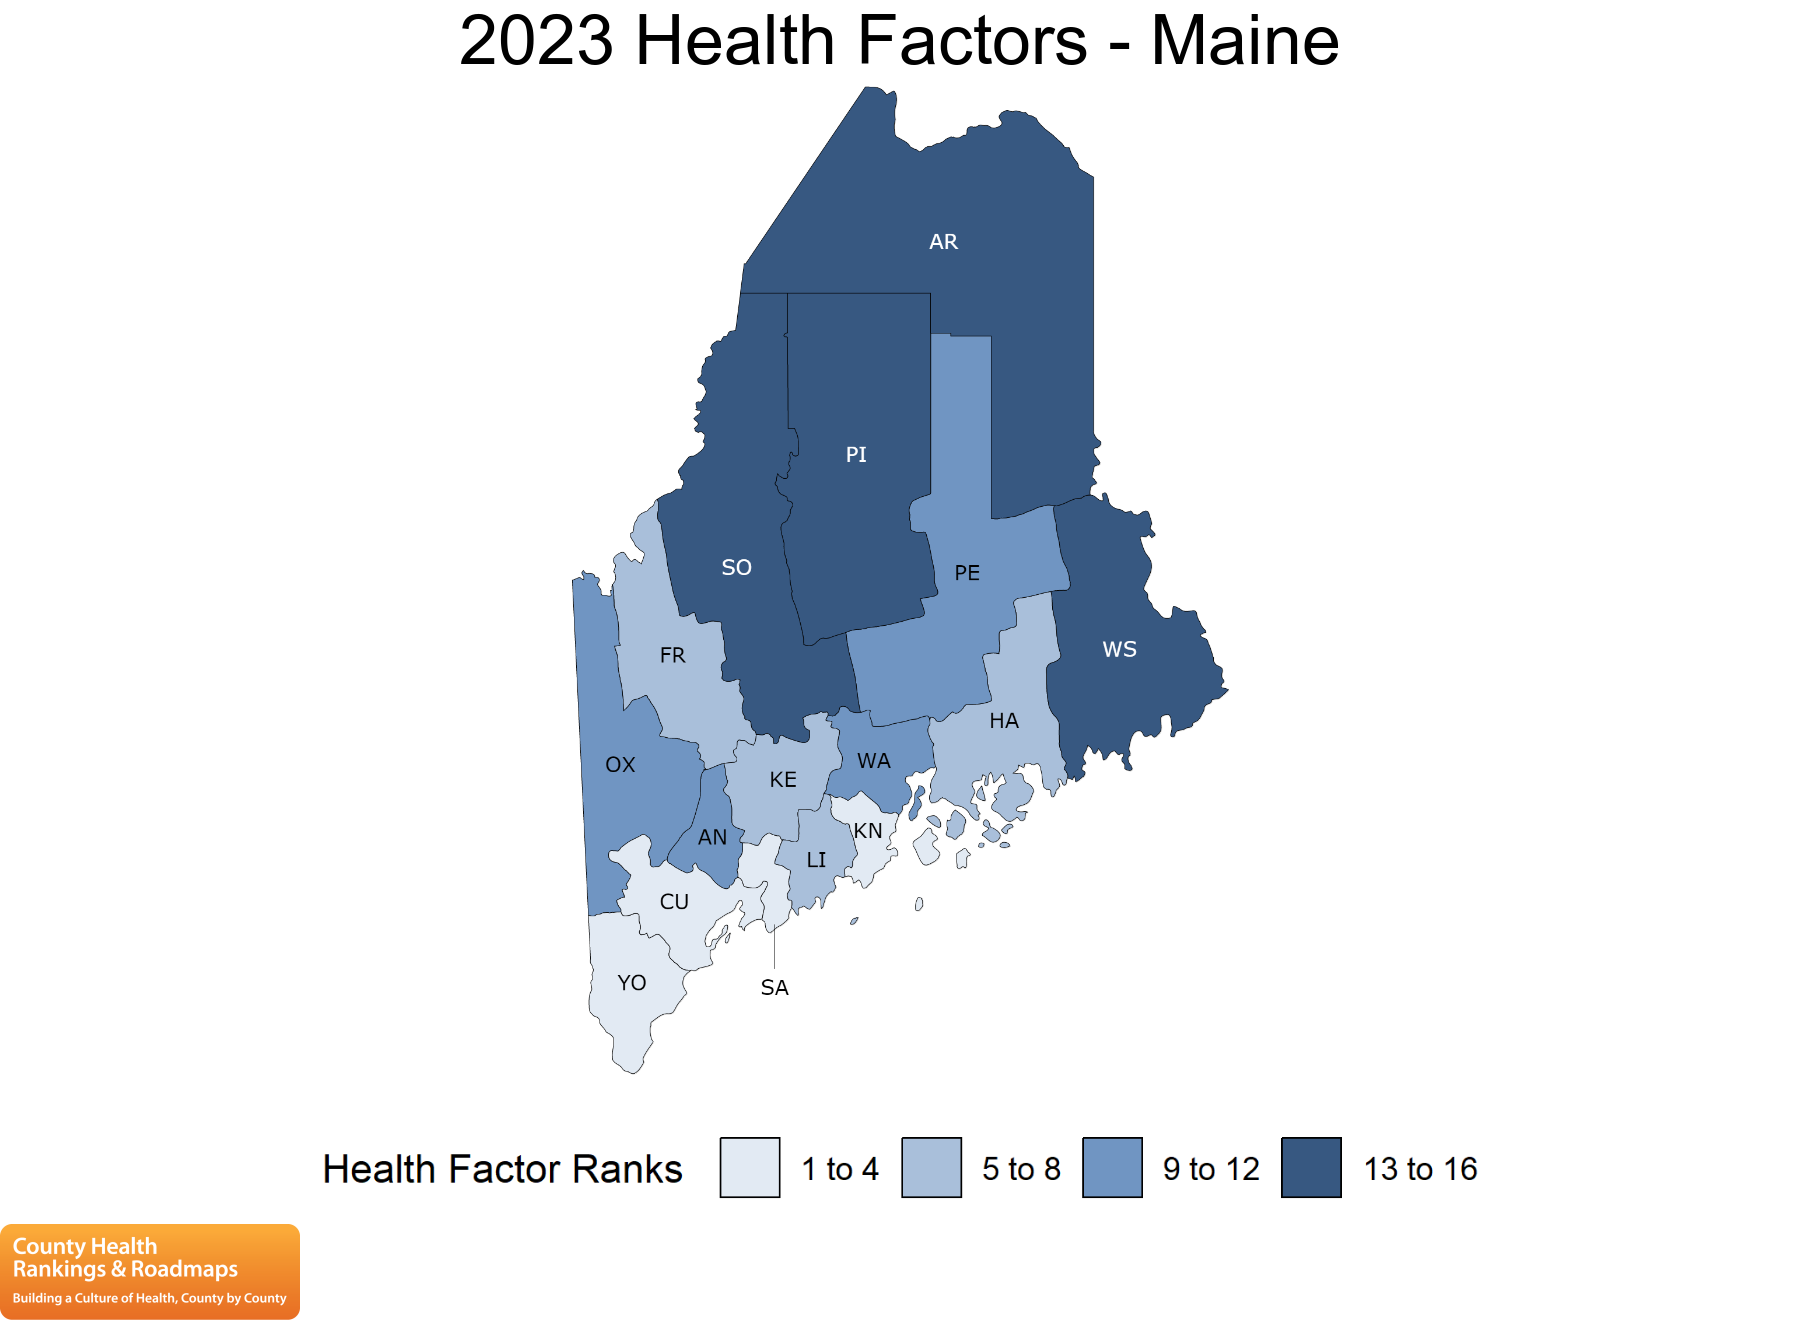 2023 Health Factors - Maine
AR
PI
SO
PE
FR
WS
HA
OX
WA
KE
KN
AN
LI
CU
YO
SA
Health Factor Ranks 1 to 4 5 to 8 9 to 12 13 to 16
County Health
Rankings & Roadmaps
Building a Culture of Health, County by County